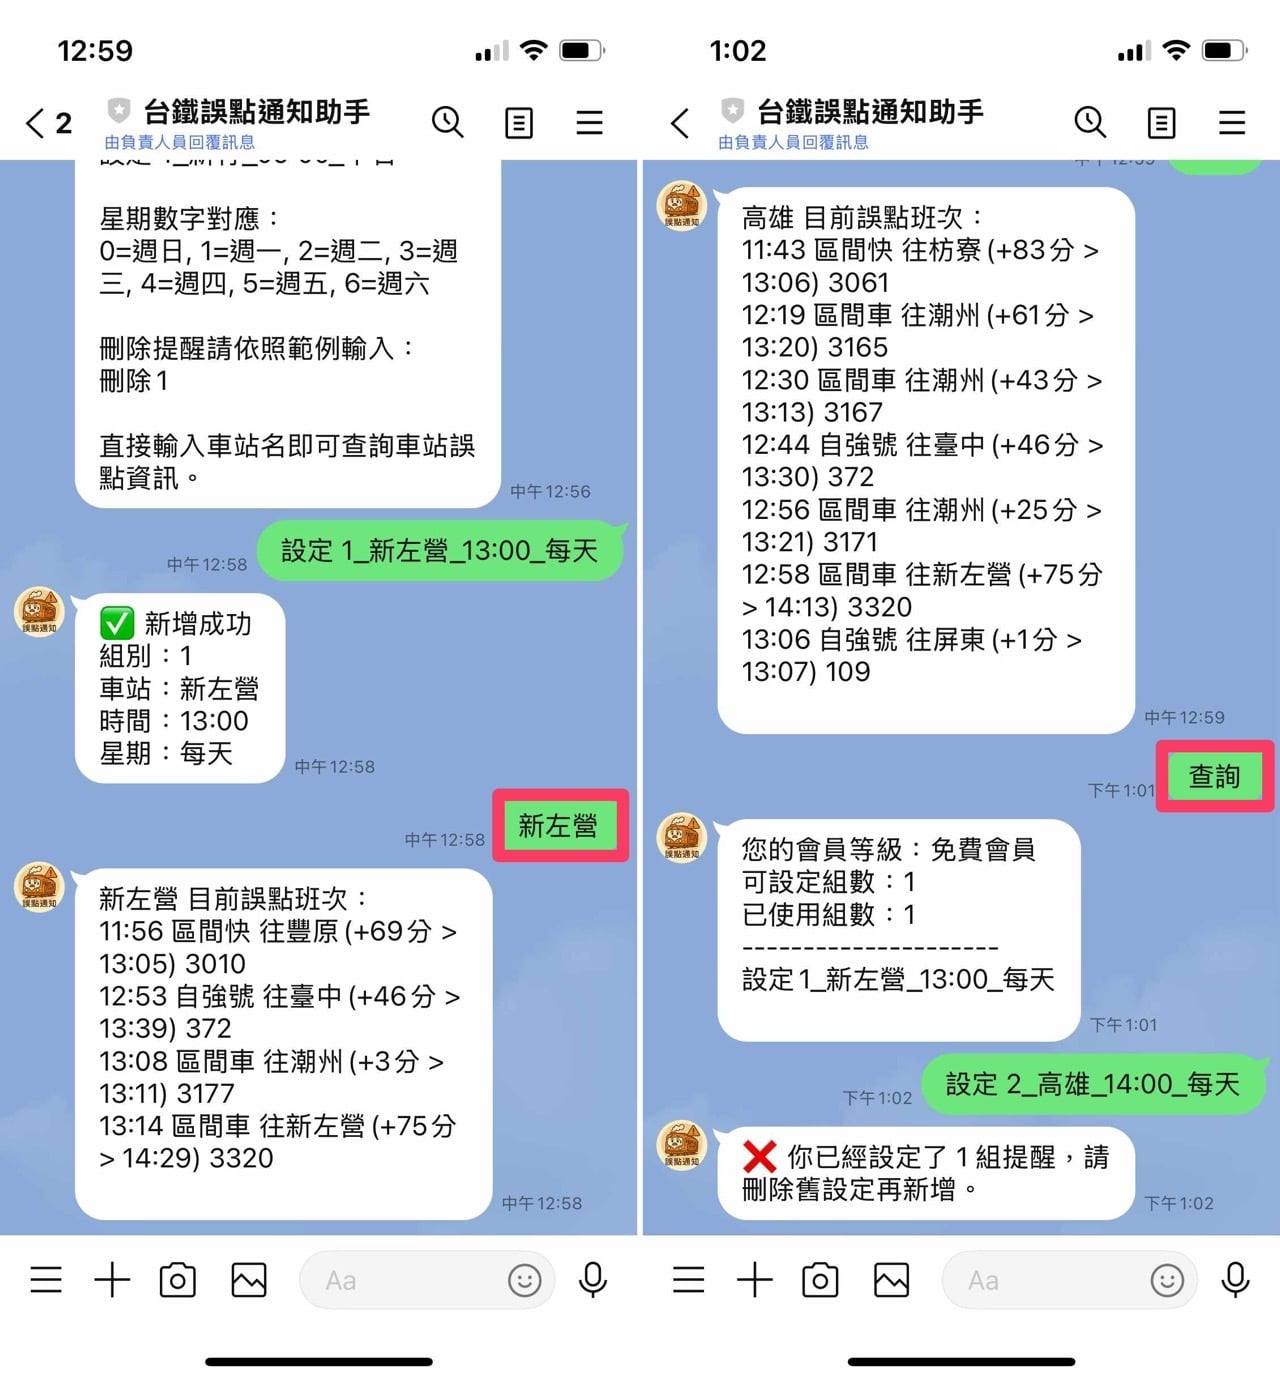 12:59
2
台鐵誤點通知助手
由負責人員回覆訊息
星期數字對應：
0=週日, 1=週一, 2=週二, 3=週
三, 4=週四, 5=週五, 6=週六
刪除提醒請依照範例輸入：
刪除1
直接輸入車站名即可查詢車站誤
點資訊。
中午12:56
設定 1_新左營_13:00_每天
中午12:58
誤點通知
✅ 新增成功
組別：1
車站：新左營
時間：13:00
星期：每天
中午12:58
新左營
中午12:58
誤點通知
新左營 目前誤點班次：
11:56 區間快 往豐原 (+69分 >
13:05) 3010
12:53 自強號 往臺中 (+46分 >
13:39) 372
13:08 區間車 往潮州 (+3分 >
13:11) 3177
13:14 區間車 往新左營 (+75分
> 14:29) 3320
中午12:58
Aa
1:02
台鐵誤點通知助手
由負責人員回覆訊息
中午12:59
誤點通知
高雄 目前誤點班次：
11:43 區間快 往枋寮 (+83分 >
13:06) 3061
12:19 區間車 往潮州 (+61分 >
13:20) 3165
12:30 區間車 往潮州 (+43分 >
13:13) 3167
12:44 自強號 往臺中 (+46分 >
13:30) 372
12:56 區間車 往潮州 (+25分 >
13:21) 3171
12:58 區間車 往新左營 (+75分
> 14:13) 3320
13:06 自強號 往屏東 (+1分 >
13:07) 109
中午12:59
查詢
下午1:01
誤點通知
您的會員等級：免費會員
可設定組數：1
已使用組數：1
---------------------
設定1_新左營_13:00_每天
下午1:01
設定 2_高雄_14:00_每天
下午1:02
誤點通知
❌ 你已經設定了 1 組提醒，請
刪除舊設定再新增。
下午1:02
Aa